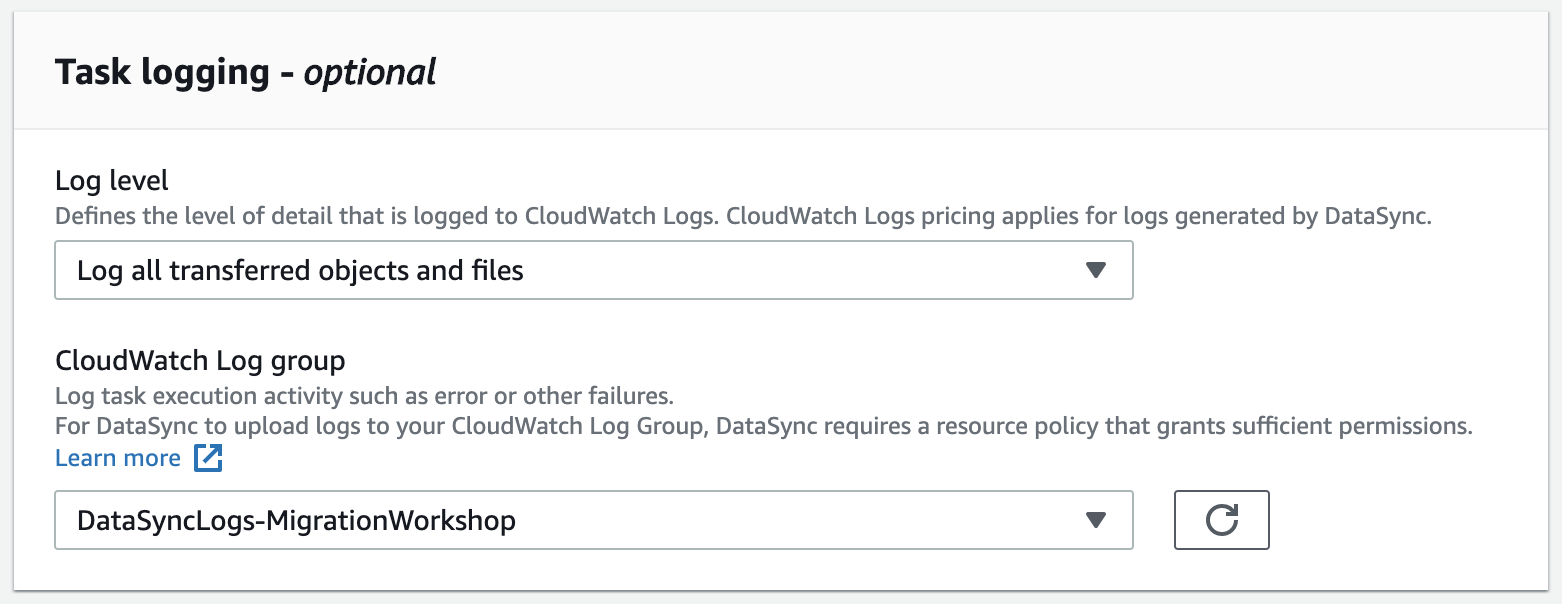 Task logging - optional
Log level
Defines the level of detail that is logged to CloudWatch Logs. CloudWatch Logs pricing applies for logs generated by DataSync.
Log all transferred objects and files
CloudWatch Log group
Log task execution activity such as error or other failures.
For DataSync to upload logs to your CloudWatch Log Group, DataSync requires a resource policy that grants sufficient permissions.
Learn more
DataSyncLogs-MigrationWorkshop